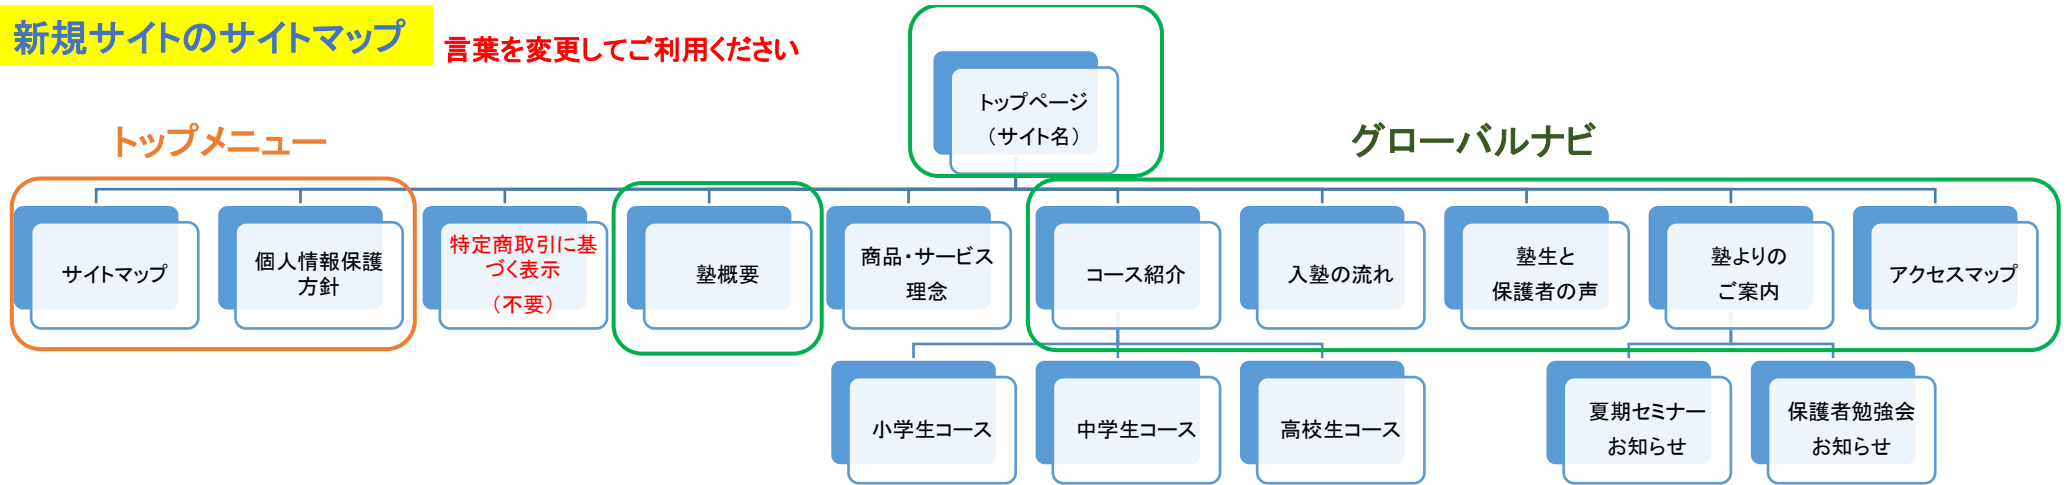 新規サイトのサイトマップ
言葉を変更してご利用ください
トップページ
（サイト名）
トップメニュー
グローバルナビ
サイトマップ
個人情報保護
方針
特定商取引に基
づく表示
（不要）
塾概要
商品・サービス
理念
コース紹介
入塾の流れ
塾生と
保護者の声
塾よりの
ご案内
アクセスマップ
小学生コース
中学生コース
高校生コース
夏期セミナー
お知らせ
保護者勉強会
お知らせ